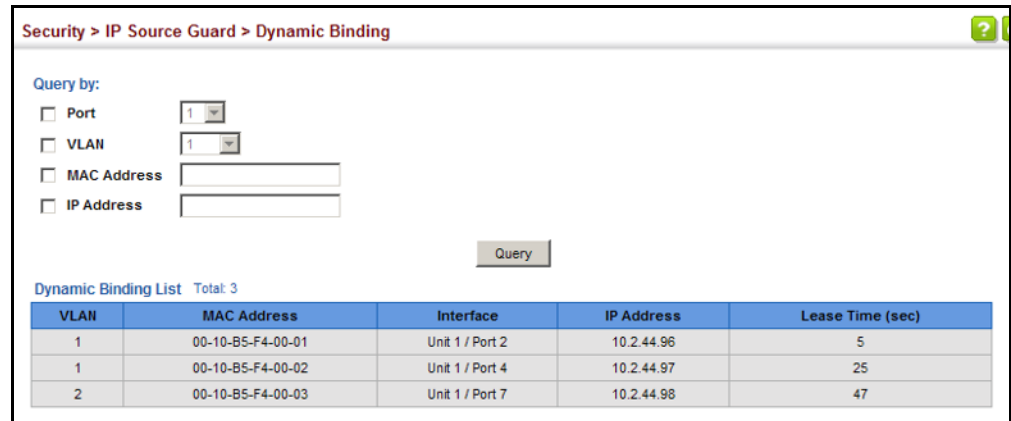 Security > IP Source Guard > Dynamic Binding ?
Query by:
Port 1
VLAN 1
MAC Address
IP Address
Query
Dynamic Binding List Total: 3
VLAN MAC Address Interface IP Address Lease Time (sec)
1 00-10-B5-F4-00-01 Unit 1 / Port 2 10.2.44.96 5
1 00-10-B5-F4-00-02 Unit 1 / Port 4 10.2.44.97 25
2 00-10-B5-F4-00-03 Unit 1 / Port 7 10.2.44.98 47